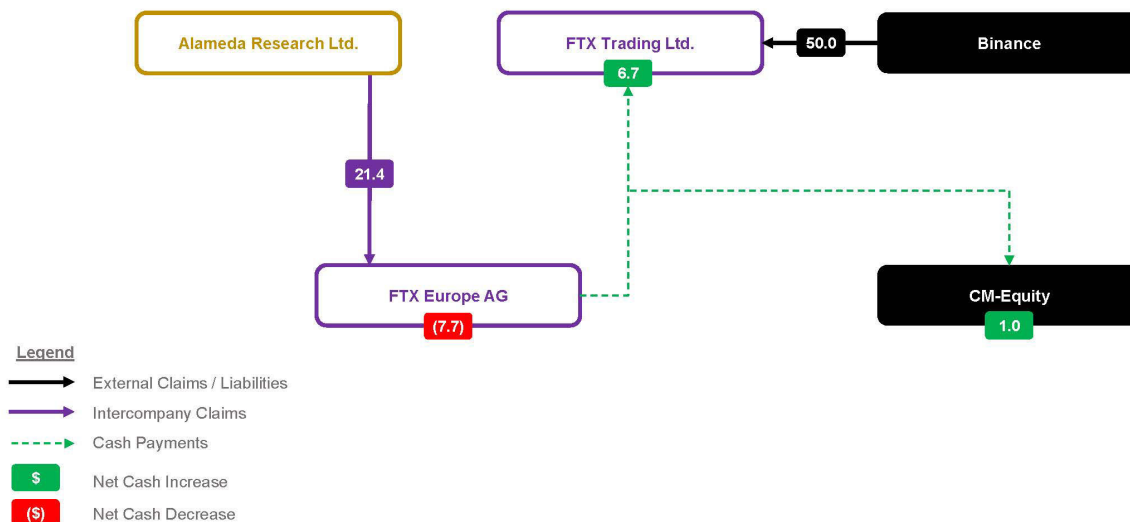 Alameda Research Ltd.
FTX Trading Ltd.
50.0
Binance
6.7
21.4
FTX Europe AG
(7.7)
CM-Equity
1.0
Legend
External Claims / Liabilities
Intercompany Claims
Cash Payments
$ Net Cash Increase
($) Net Cash Decrease